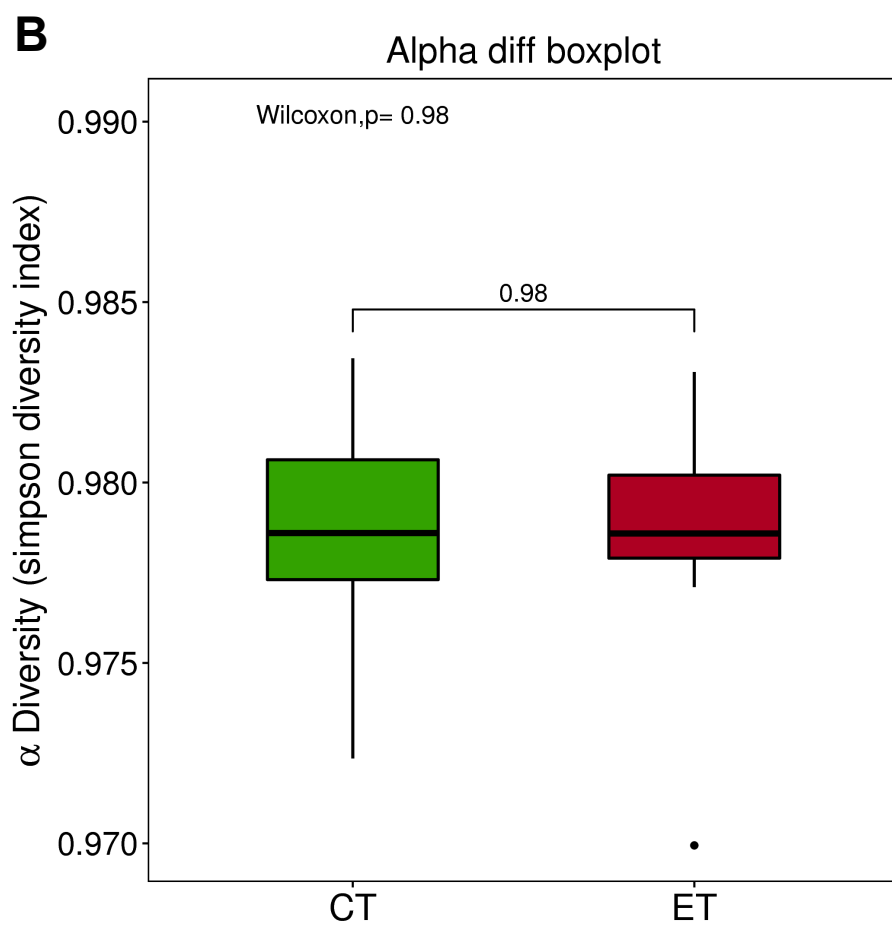 B
Alpha diff boxplot
Wilcoxon,p= 0.98
0.98
α Diversity (simpson diversity index)
0.990
0.985
0.980
0.975
0.970
CT
ET